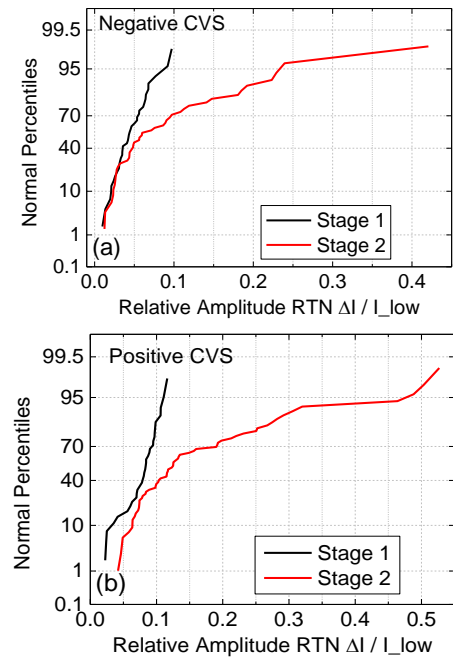 Negative CVS
99.5
95
70
40
10
1
0.1
Normal Percentiles
Stage 1
Stage 2
(a)
0.0 0.1 0.2 0.3 0.4
Relative Amplitude RTN ΔI / I_low
Positive CVS
99.5
95
70
40
10
1
0.1
Normal Percentiles
Stage 1
Stage 2
(b)
0.0 0.1 0.2 0.3 0.4 0.5
Relative Amplitude RTN ΔI / I_low